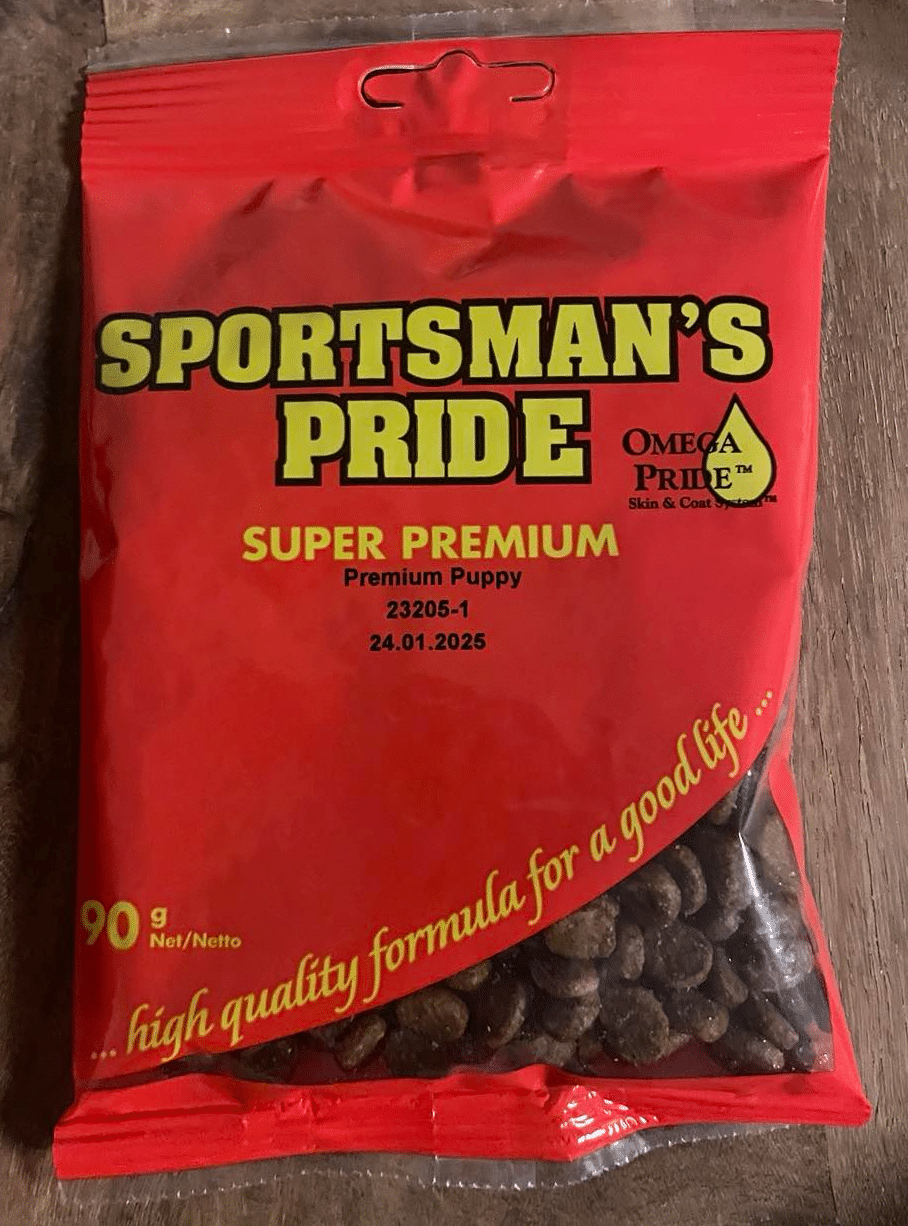 SPORTSMAN'S
PRIDE
OMEGA
PRIDE™
Skin & Coat System™
SUPER PREMIUM
Premium Puppy
23205-1
24.01.2025
90 g
Net/Netto
... high quality formula for a good life ...